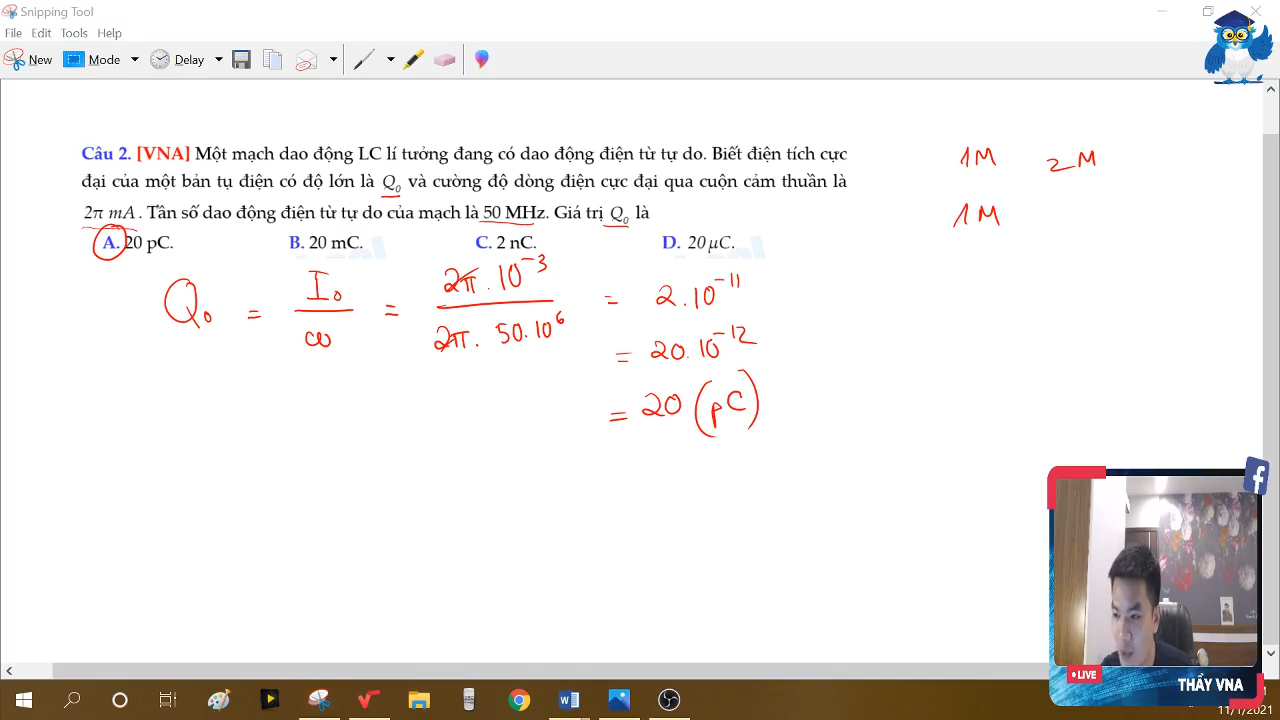 Snipping Tool
File Edit Tools Help
New Mode Delay
Câu 2. [VNA] Một mạch dao động LC lí tưởng đang có dao động điện từ tự do. Biết điện tích cực
đại của một bản tụ điện có độ lớn là Q₀ và cường độ dòng điện cực đại qua cuộn cảm thuần là
2π mA. Tần số dao động điện từ tự do của mạch là 50 MHz. Giá trị Q₀ là
A. 20 pC. B. 20 mC. C. 2 nC. D. 20 μC.
1M 2M
1M
Q₀ = I₀ / ω = 2π . 10⁻³ / 2π . 50.10⁶ = 2.10⁻¹¹
= 20.10⁻¹²
= 20 (pC)
f
LIVE
THẦY VNA
11/1/2021